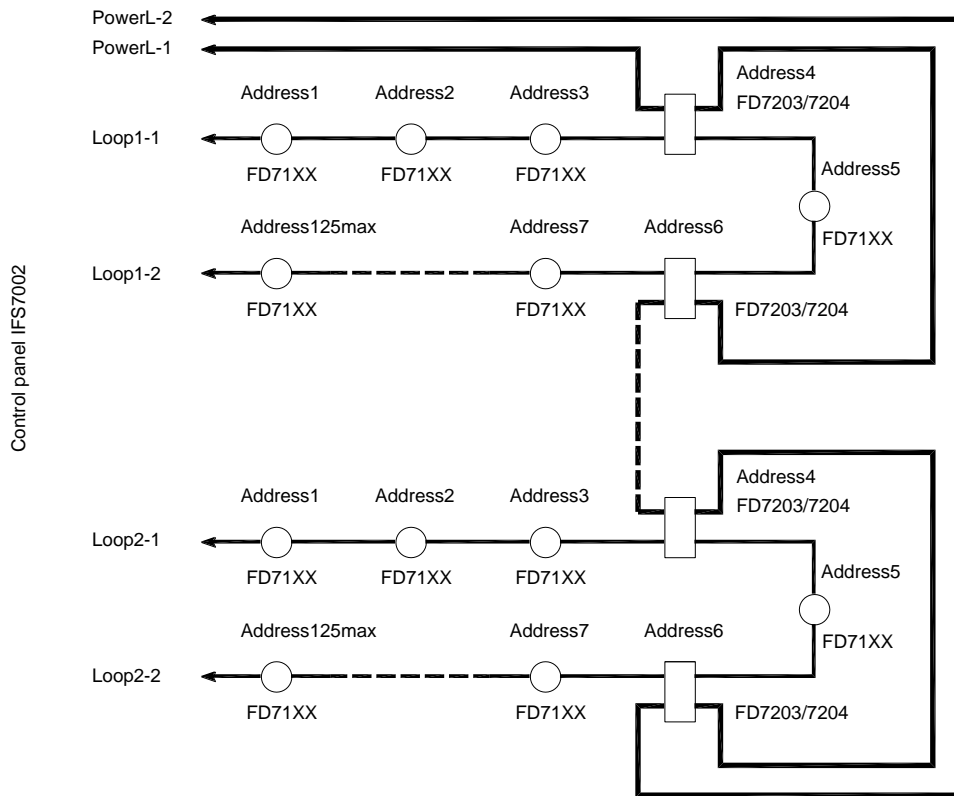 PowerL-2
PowerL-1
Address4
FD7203/7204
Address1 Address2 Address3
Loop1-1
FD71XX FD71XX FD71XX
Address5
FD71XX
Address125max Address7 Address6
Loop1-2
FD71XX FD71XX FD7203/7204
Control panel IFS7002
Address4
FD7203/7204
Address1 Address2 Address3
Loop2-1
FD71XX FD71XX FD71XX
Address5
FD71XX
Address125max Address7 Address6
Loop2-2
FD71XX FD71XX FD7203/7204